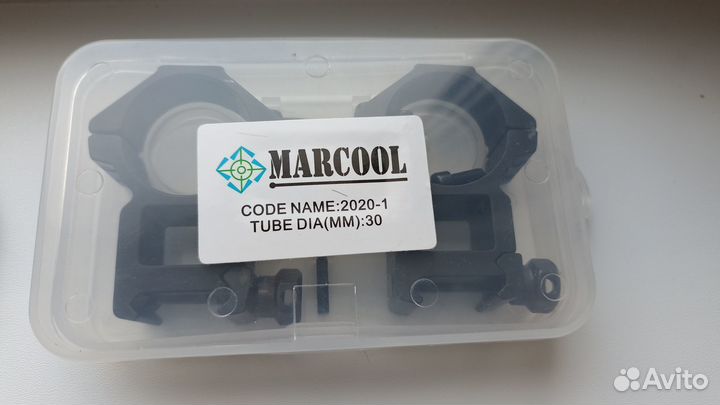 MARCOOL
CODE NAME:2020-1
TUBE DIA(MM):30
Avito